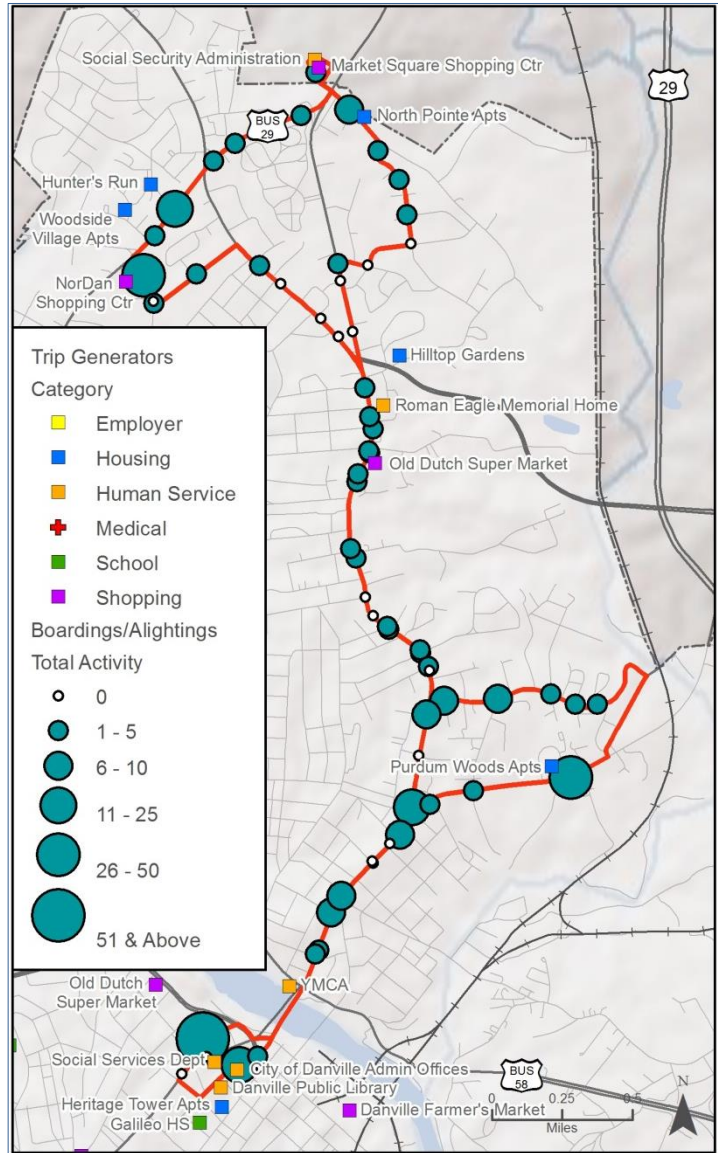 Social Security Administration
Market Square Shopping Ctr
29
BUS
29
North Pointe Apts
Hunter's Run
Woodside
Village Apts
NorDan
Shopping Ctr
Hilltop Gardens
Roman Eagle Memorial Home
Old Dutch Super Market
Trip Generators
Category
Employer
Housing
Human Service
Medical
School
Shopping
Boardings/Alightings
Total Activity
0
1 - 5
6 - 10
11 - 25
26 - 50
51 & Above
Purdum Woods Apts
Old Dutch
Super Market
YMCA
Social Services Dept
City of Danville Admin Offices
Danville Public Library
Heritage Tower Apts
Galileo HS
Danville Farmer's Market
BUS
58
N
0 0.25 0.5
Miles